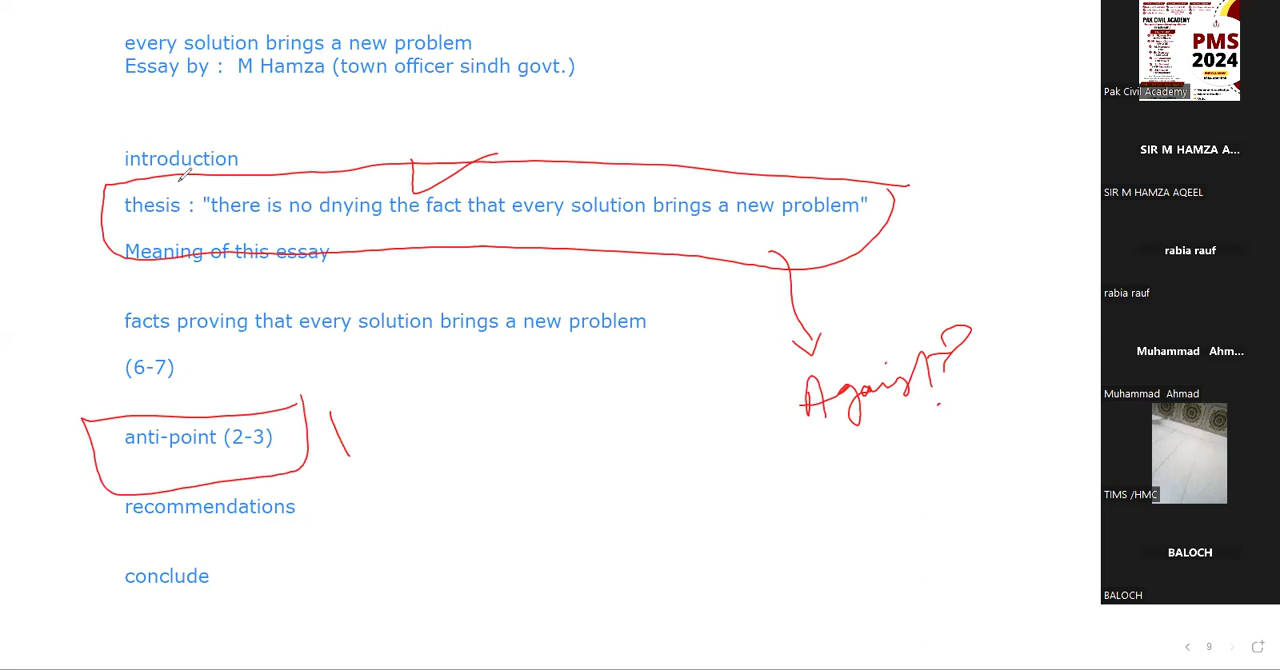 every solution brings a new problem
Essay by : M Hamza (town officer sindh govt.)
introduction
thesis : "there is no dnying the fact that every solution brings a new problem"
Meaning of this essay
facts proving that every solution brings a new problem
(6-7)
Against?
anti-point (2-3)
recommendations
conclude
PAK CIVIL ACADEMY
PMS
2024
Pak Civil Academy
SIR M HAMZA A...
SIR M HAMZA AQEEL
rabia rauf
rabia rauf
Muhammad Ahm...
Muhammad Ahmad
TIMS /HMC
BALOCH
BALOCH
9